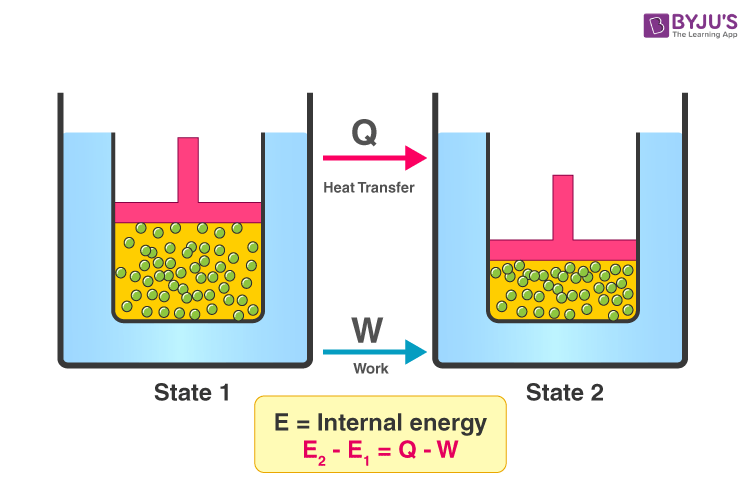 BYJU'S
The Learning App
Q
Heat Transfer
W
Work
State 1
State 2
E = Internal energy
E₂ - E₁ = Q - W